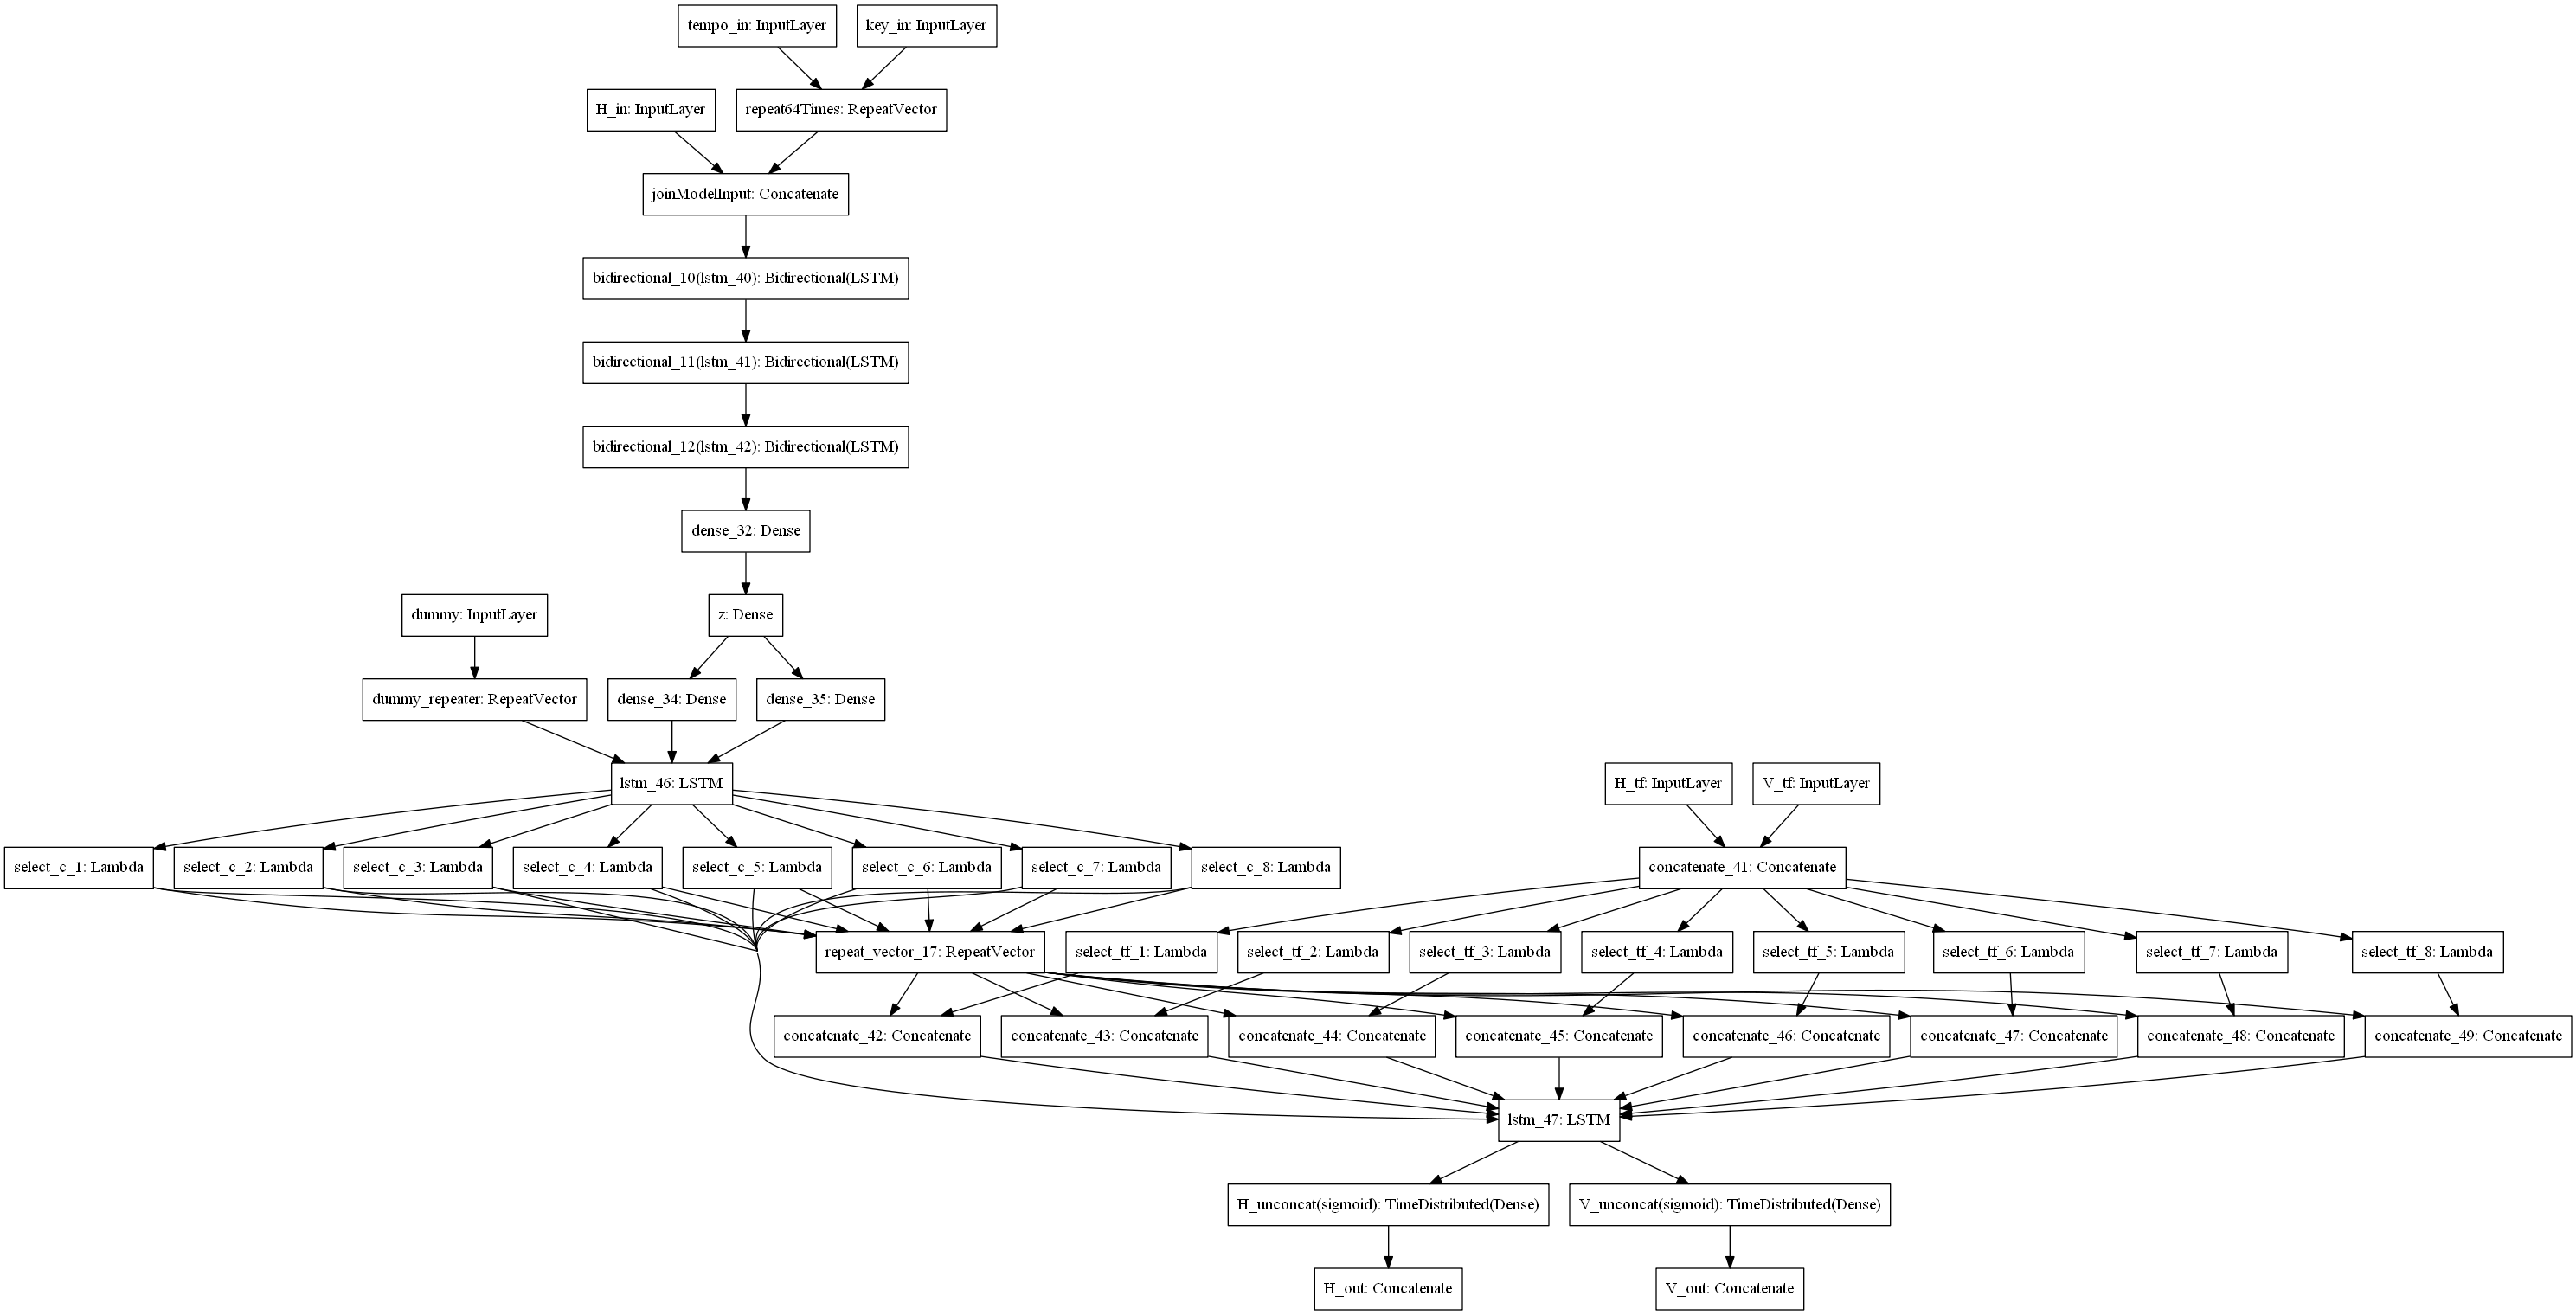 tempo_in: InputLayer
key_in: InputLayer
H_in: InputLayer
repeat64Times: RepeatVector
joinModelInput: Concatenate
bidirectional_10(lstm_40): Bidirectional(LSTM)
bidirectional_11(lstm_41): Bidirectional(LSTM)
bidirectional_12(lstm_42): Bidirectional(LSTM)
dense_32: Dense
dummy: InputLayer
z: Dense
dummy_repeater: RepeatVector
dense_34: Dense
dense_35: Dense
lstm_46: LSTM
H_tf: InputLayer
V_tf: InputLayer
select_c_1: Lambda
select_c_2: Lambda
select_c_3: Lambda
select_c_4: Lambda
select_c_5: Lambda
select_c_6: Lambda
select_c_7: Lambda
select_c_8: Lambda
concatenate_41: Concatenate
repeat_vector_17: RepeatVector
select_tf_1: Lambda
select_tf_2: Lambda
select_tf_3: Lambda
select_tf_4: Lambda
select_tf_5: Lambda
select_tf_6: Lambda
select_tf_7: Lambda
select_tf_8: Lambda
concatenate_42: Concatenate
concatenate_43: Concatenate
concatenate_44: Concatenate
concatenate_45: Concatenate
concatenate_46: Concatenate
concatenate_47: Concatenate
concatenate_48: Concatenate
concatenate_49: Concatenate
lstm_47: LSTM
H_unconcat(sigmoid): TimeDistributed(Dense)
V_unconcat(sigmoid): TimeDistributed(Dense)
H_out: Concatenate
V_out: Concatenate